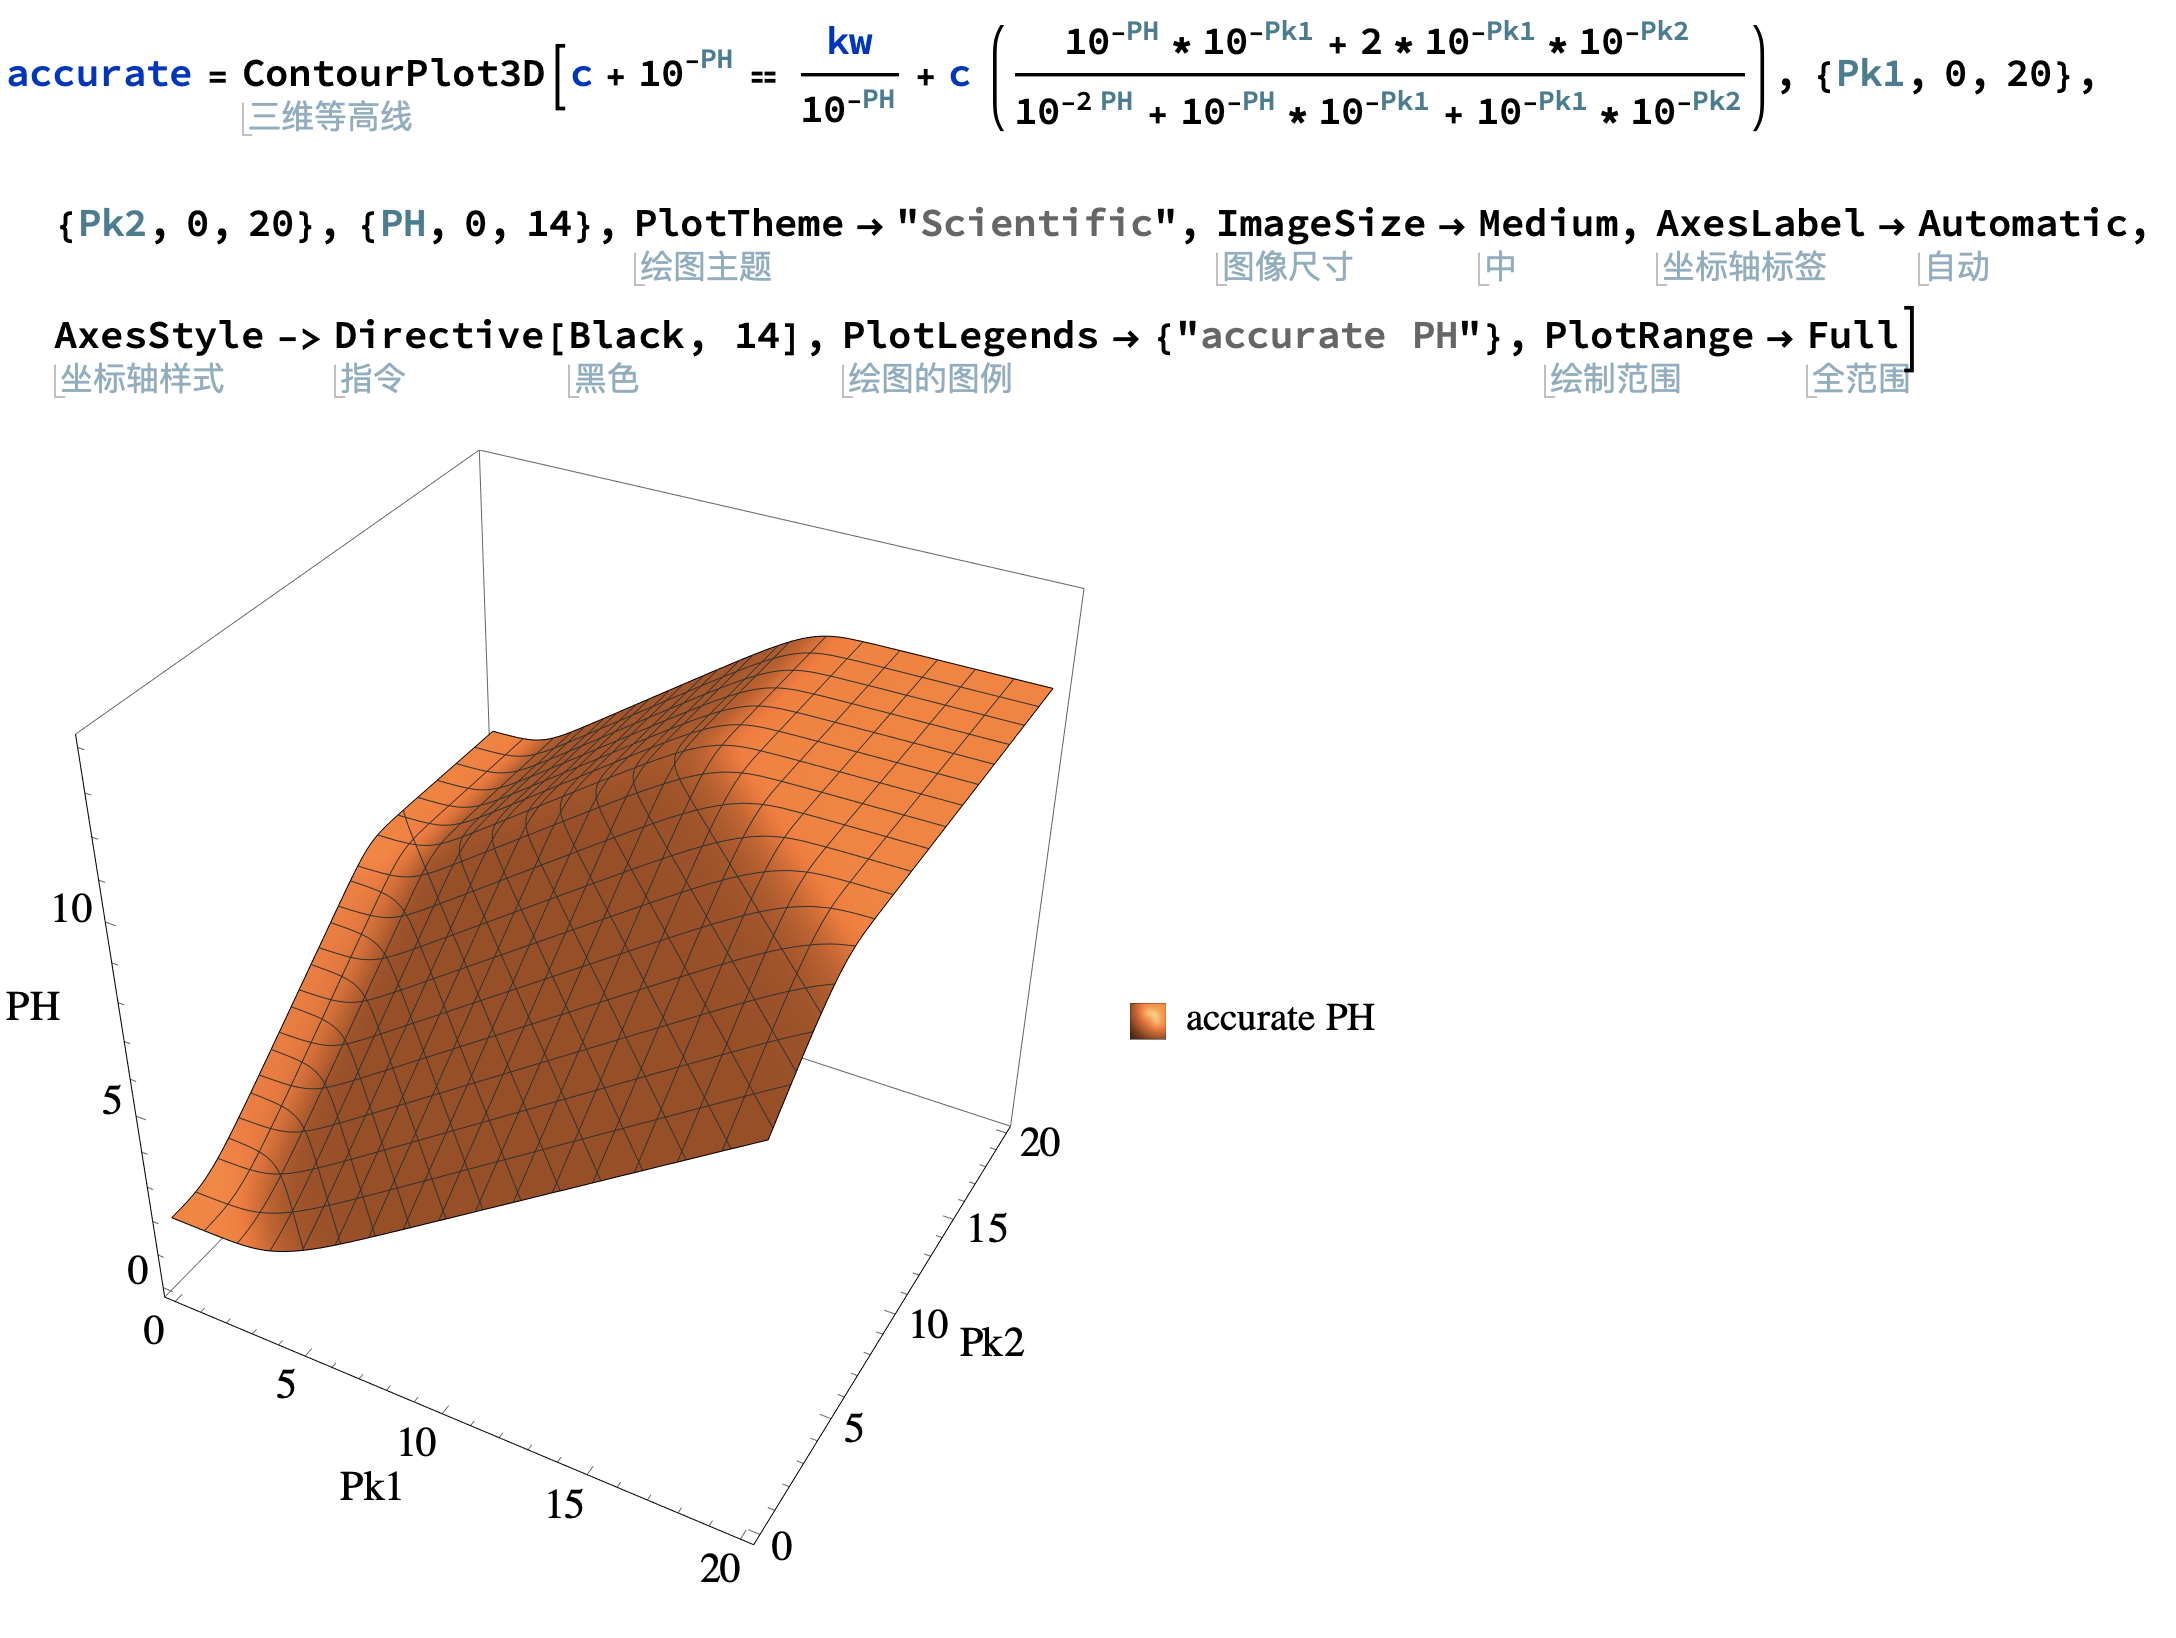 accurate = ContourPlot3D[c + 10^-PH == kw/10^-PH + c ((10^-PH * 10^-Pk1 + 2 * 10^-Pk1 * 10^-Pk2)/(10^-2 PH + 10^-PH * 10^-Pk1 + 10^-Pk1 * 10^-Pk2)), {Pk1, 0, 20},
三维等高线
{Pk2, 0, 20}, {PH, 0, 14}, PlotTheme → "Scientific", ImageSize → Medium, AxesLabel → Automatic,
绘图主题 图像尺寸 中 坐标轴标签 自动
AxesStyle -> Directive[Black, 14], PlotLegends → {"accurate PH"}, PlotRange → Full]
坐标轴样式 指令 黑色 绘图的图例 绘制范围 全范围
10
PH
5
0
accurate PH
0
5
10
Pk1
15
20
0
5
10
Pk2
15
20